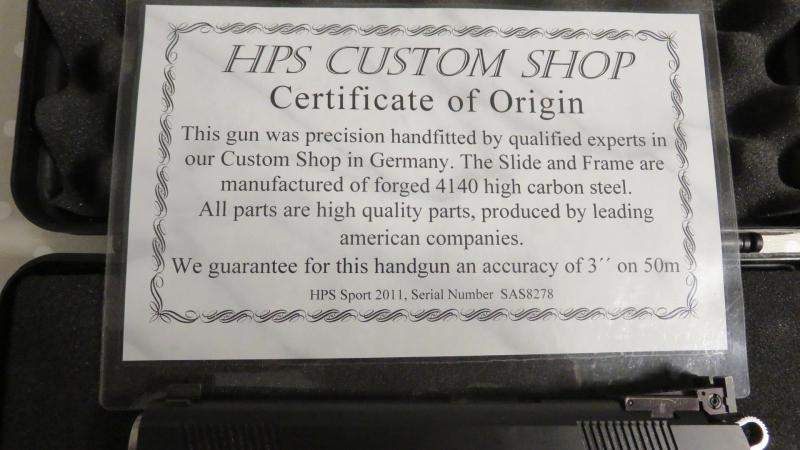 HPS CUSTOM SHOP
Certificate of Origin
This gun was precision handfitted by qualified experts in
our Custom Shop in Germany. The Slide and Frame are
manufactured of forged 4140 high carbon steel.
All parts are high quality parts, produced by leading
american companies.
We guarantee for this handgun an accuracy of 3´´ on 50m
HPS Sport 2011, Serial Number  SAS8278